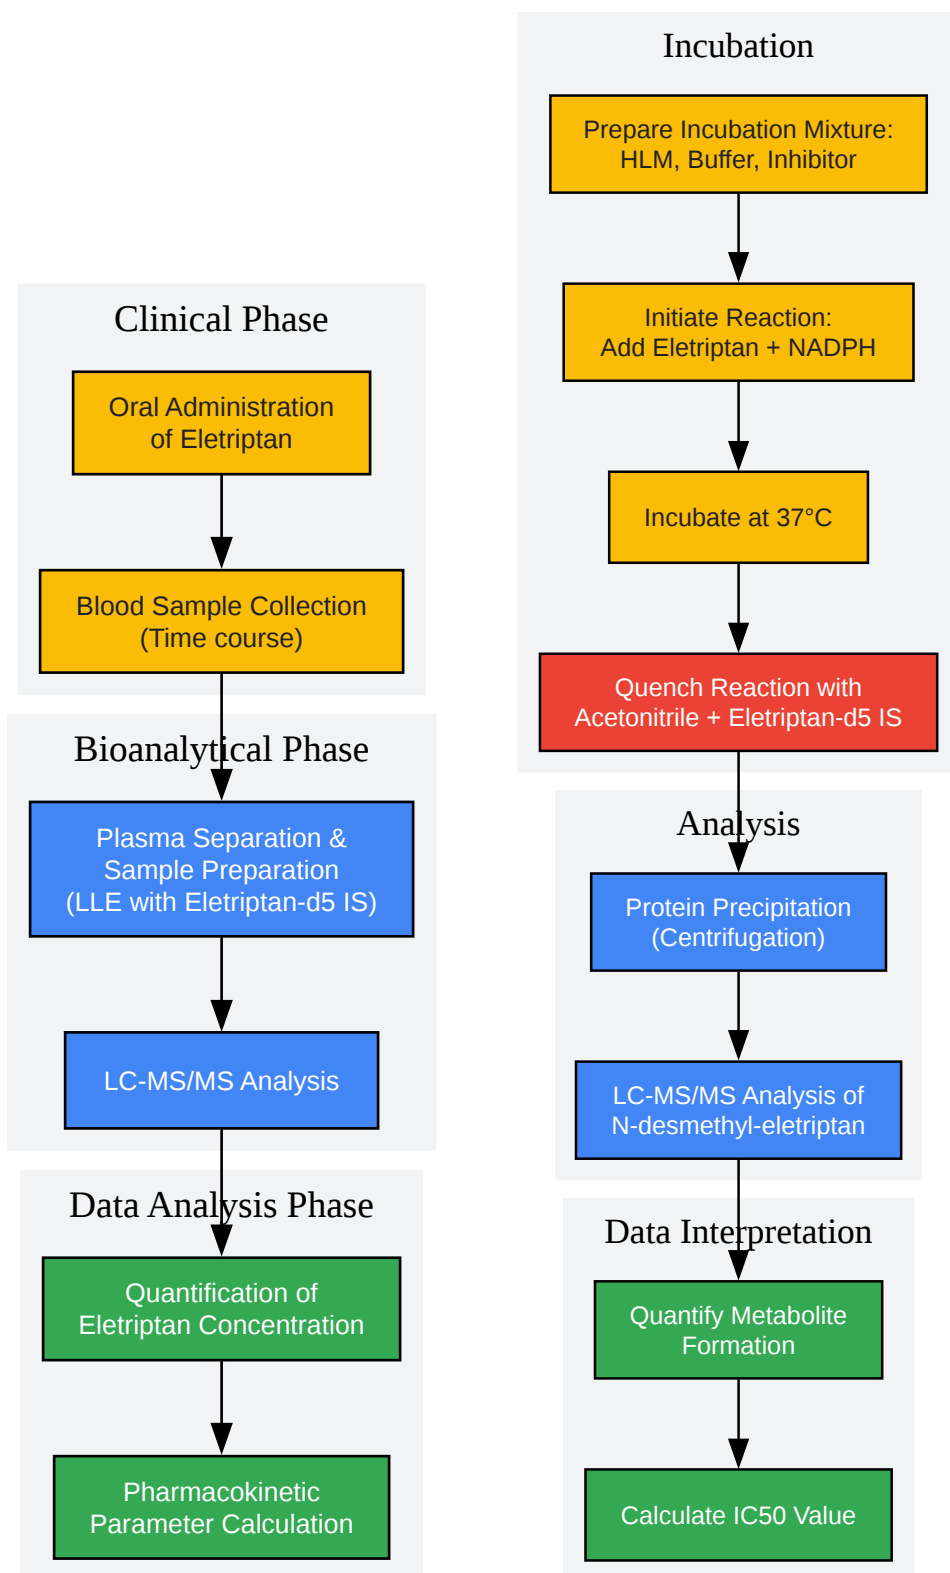 Clinical Phase
Oral Administration
of Eletriptan
Blood Sample Collection
(Time course)
Bioanalytical Phase
Plasma Separation &
Sample Preparation
(LLE with Eletriptan-d5 IS)
LC-MS/MS Analysis
Data Analysis Phase
Quantification of
Eletriptan Concentration
Pharmacokinetic
Parameter Calculation
Incubation
Prepare Incubation Mixture:
HLM, Buffer, Inhibitor
Initiate Reaction:
Add Eletriptan + NADPH
Incubate at 37°C
Quench Reaction with
Acetonitrile + Eletriptan-d5 IS
Analysis
Protein Precipitation
(Centrifugation)
LC-MS/MS Analysis of
N-desmethyl-eletriptan
Data Interpretation
Quantify Metabolite
Formation
Calculate IC50 Value